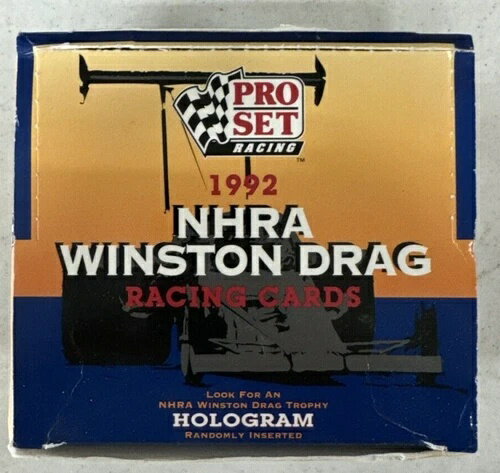 PRO
SET
RACING
TM
1992
NHRA
WINSTON DRAG
RACING CARDS
LOOK FOR AN
NHRA WINSTON DRAG TROPHY
HOLOGRAM
RANDOMLY INSERTED